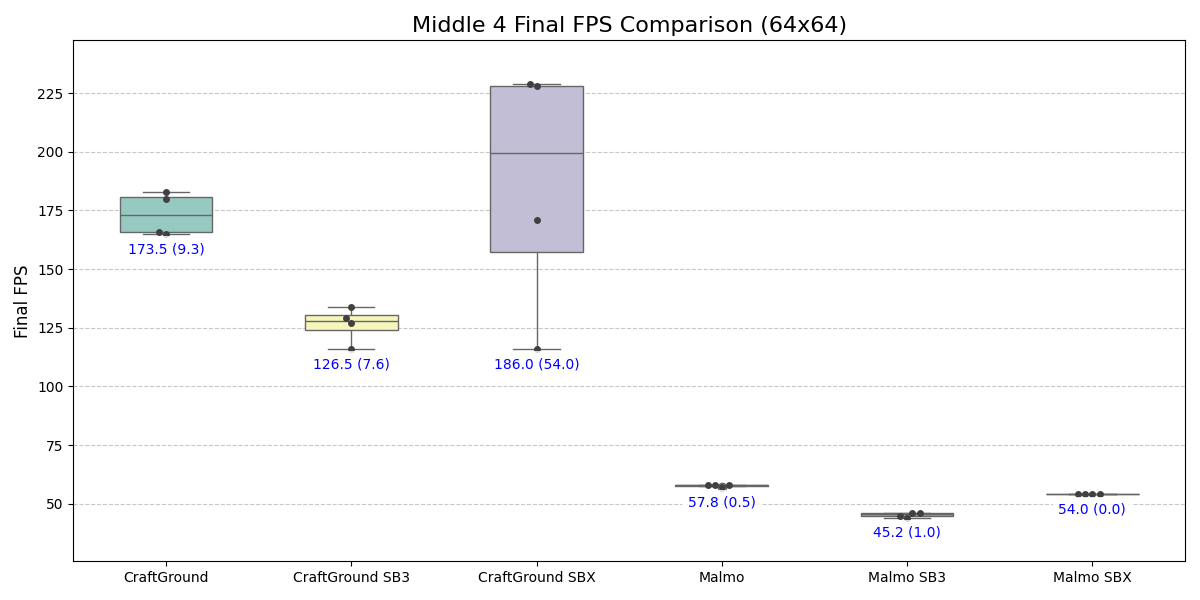 Middle 4 Final FPS Comparison (64x64)
Final FPS
225
200
175
150
125
100
75
50
173.5 (9.3)
126.5 (7.6)
186.0 (54.0)
57.8 (0.5)
45.2 (1.0)
54.0 (0.0)
CraftGround
CraftGround SB3
CraftGround SBX
Malmo
Malmo SB3
Malmo SBX